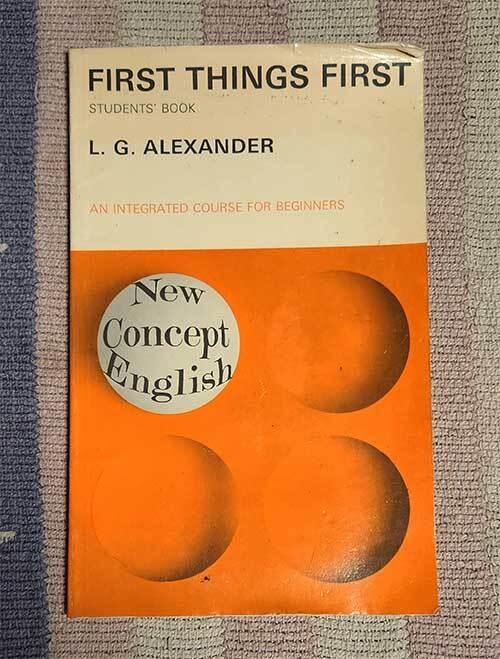 FIRST THINGS FIRST
STUDENTS' BOOK
L. G. ALEXANDER
AN INTEGRATED COURSE FOR BEGINNERS
New
Concept
English